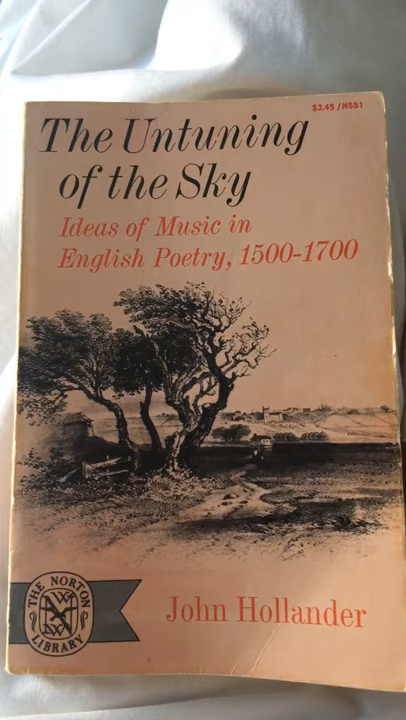 $3.45 /N551
The Untuning
of the Sky
Ideas of Music in
English Poetry, 1500-1700
THE NORTON
LIBRARY
John Hollander